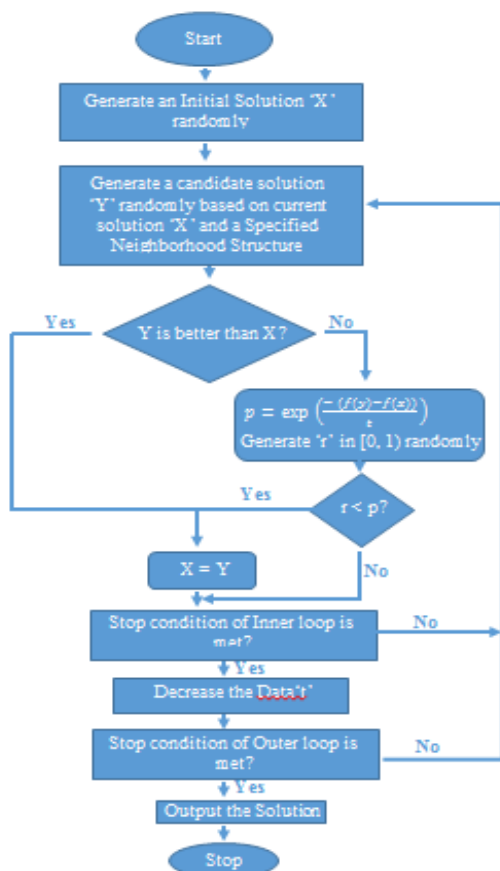 Start
Generate an Initial Solution "X"
randomly
Generate a candidate solution
"Y" randomly based on current
solution "X" and a Specified
Neighborhood Structure
Y is better than X?
Yes
No
p = exp (−(f(y)−f(x))/t)
Generate "r" in [0, 1) randomly
r < p?
Yes
No
X = Y
Stop condition of Inner loop is
met?
No
Yes
Decrease the Data"t"
Stop condition of Outer loop is
met?
No
Yes
Output the Solution
Stop